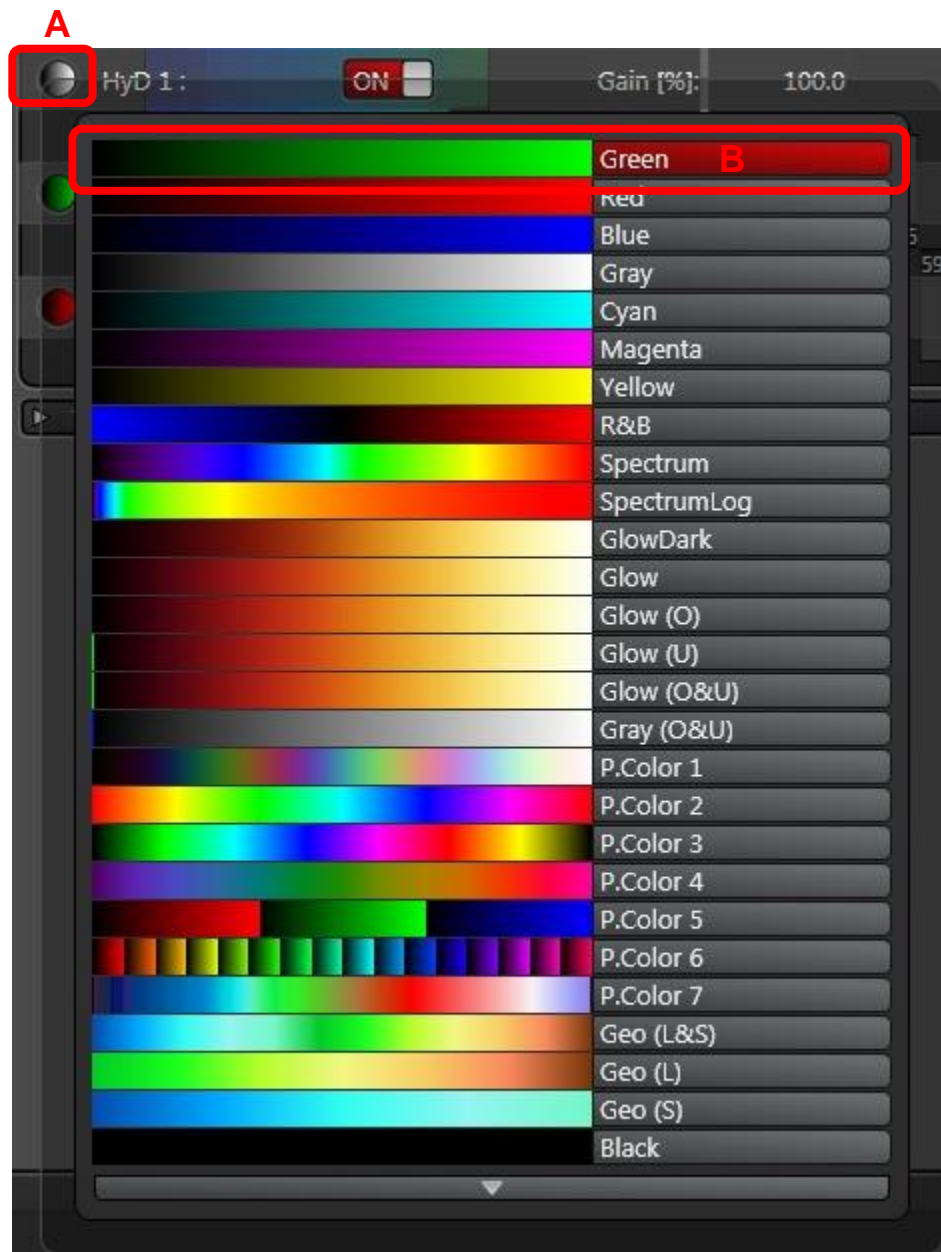 A
HyD 1 : ON Gain [%]: 100.0
Green B
Red
Blue
5
Gray
59
Cyan
Magenta
Yellow
R&B
Spectrum
SpectrumLog
GlowDark
Glow
Glow (O)
Glow (U)
Glow (O&U)
Gray (O&U)
P.Color 1
P.Color 2
P.Color 3
P.Color 4
P.Color 5
P.Color 6
P.Color 7
Geo (L&S)
Geo (L)
Geo (S)
Black